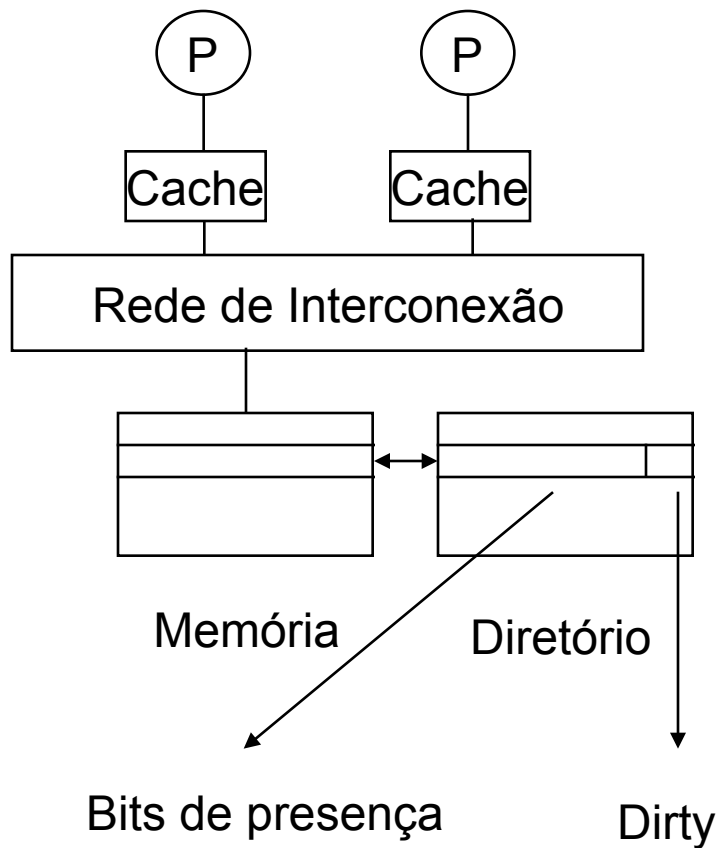 P
P
Cache
Cache
Rede de Interconexão
Memória
Diretório
Bits de presença
Dirty